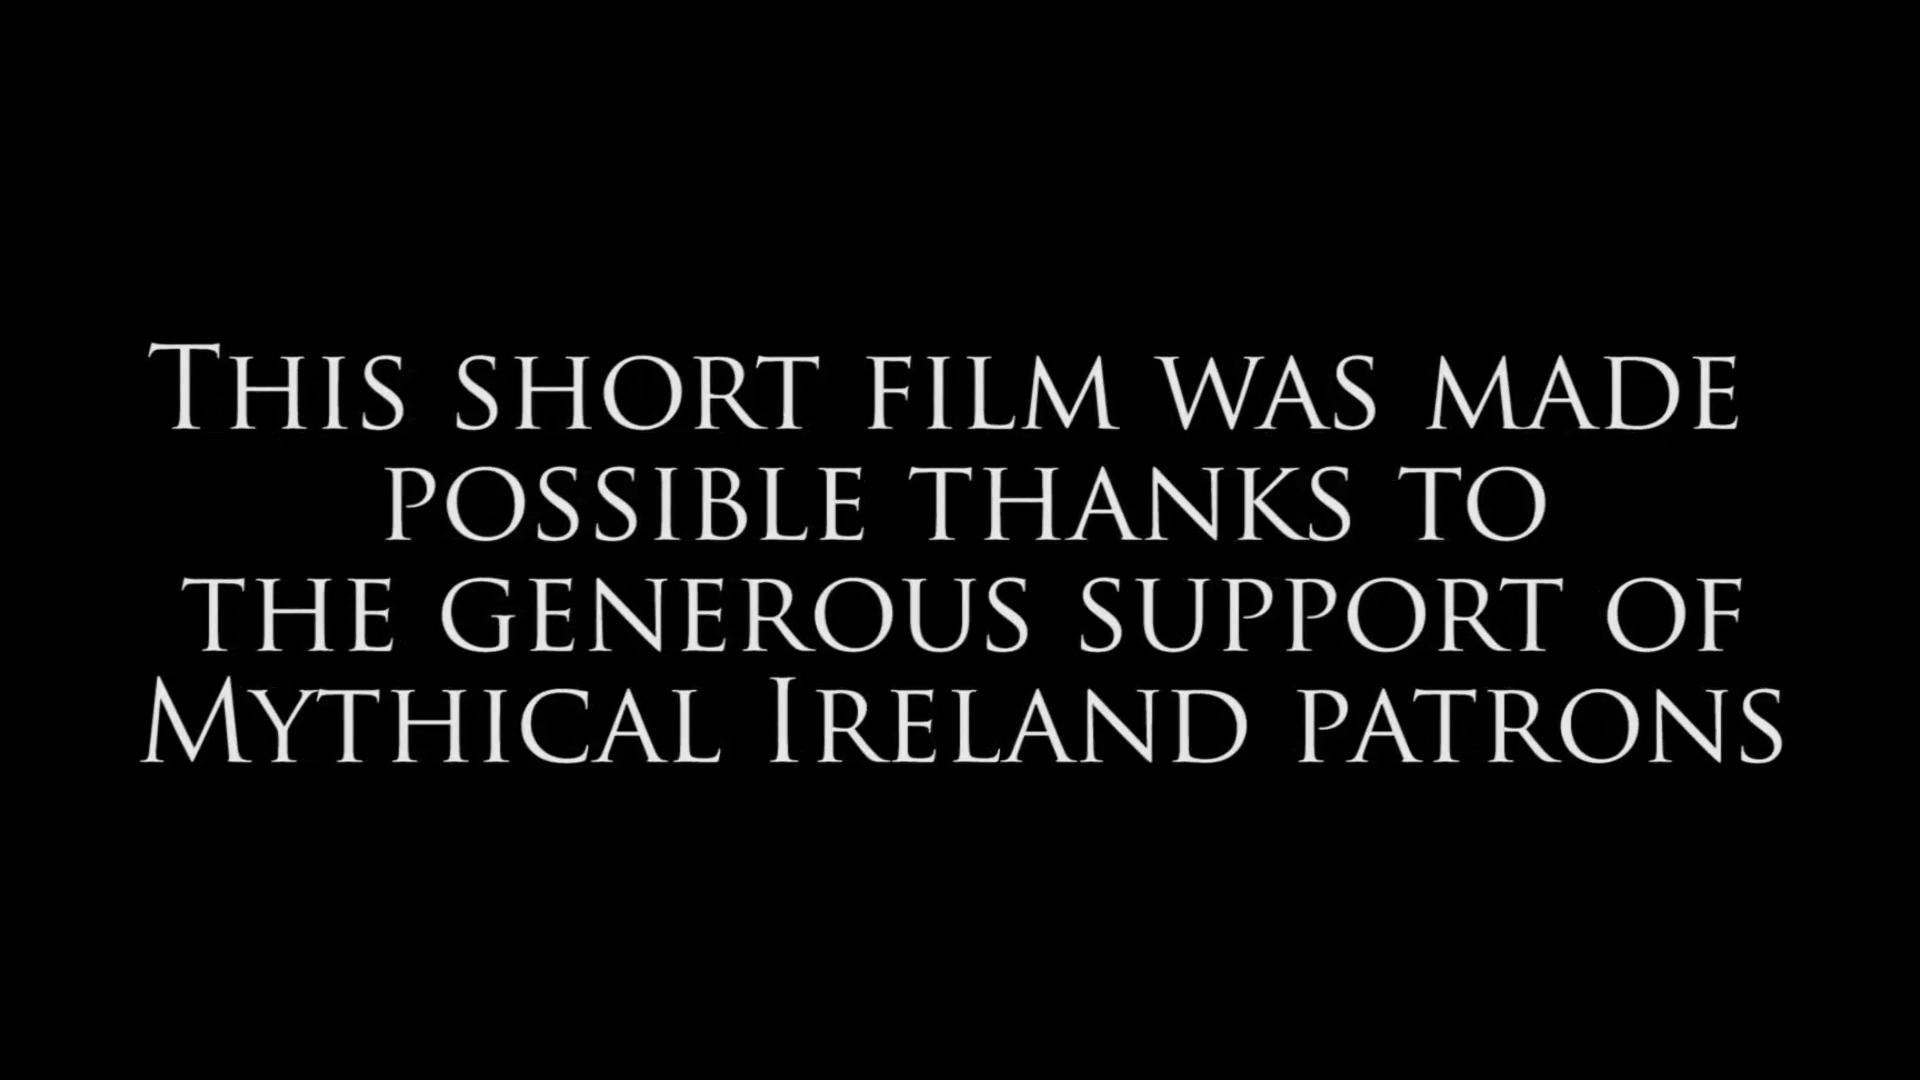 This short film was made
possible thanks to
the generous support of
Mythical Ireland patrons